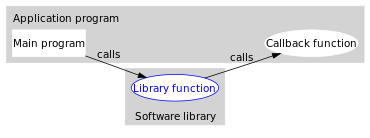 Application program
Main program
calls
calls
Callback function
Library function
Software library